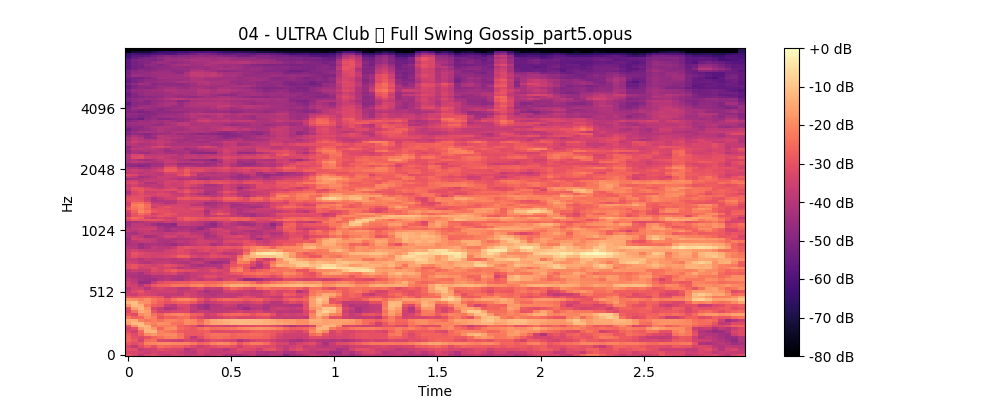 04 - ULTRA Club  Full Swing Gossip_part5.opus
+0 dB
-10 dB
-20 dB
-30 dB
-40 dB
-50 dB
-60 dB
-70 dB
-80 dB
4096
2048
1024
512
0
Hz
0
0.5
1
1.5
2
2.5
Time